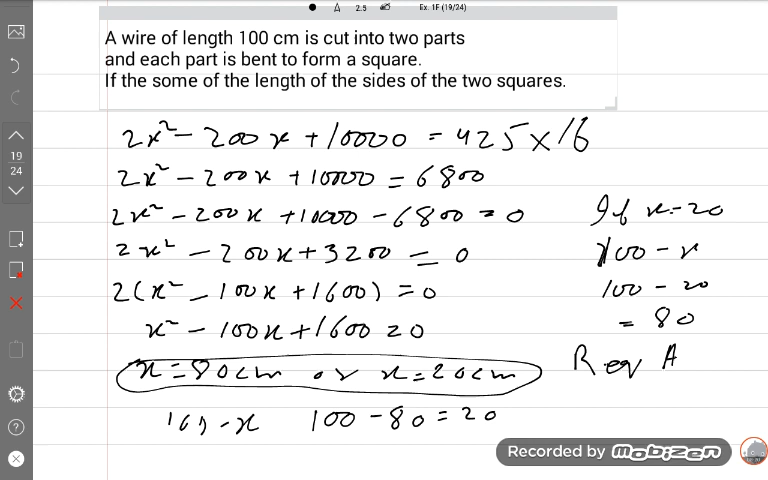 2.5 Ex. 1F (19/24)
A wire of length 100 cm is cut into two parts
and each part is bent to form a square.
If the some of the length of the sides of the two squares.
19
24
2x² - 200x + 10000 = 425 x 16
2x² - 200x + 10000 = 6800
2x² - 200x + 10000 - 6800 = 0
2x² - 200x + 3200 = 0
2(x² - 100x + 1600) = 0
x² - 100x + 1600 = 0
x = 80cm or x = 20cm
100 - x 100 - 80 = 20
If x = 20
100 - x
100 - 20
= 80
Rev A
Recorded by Mobizen